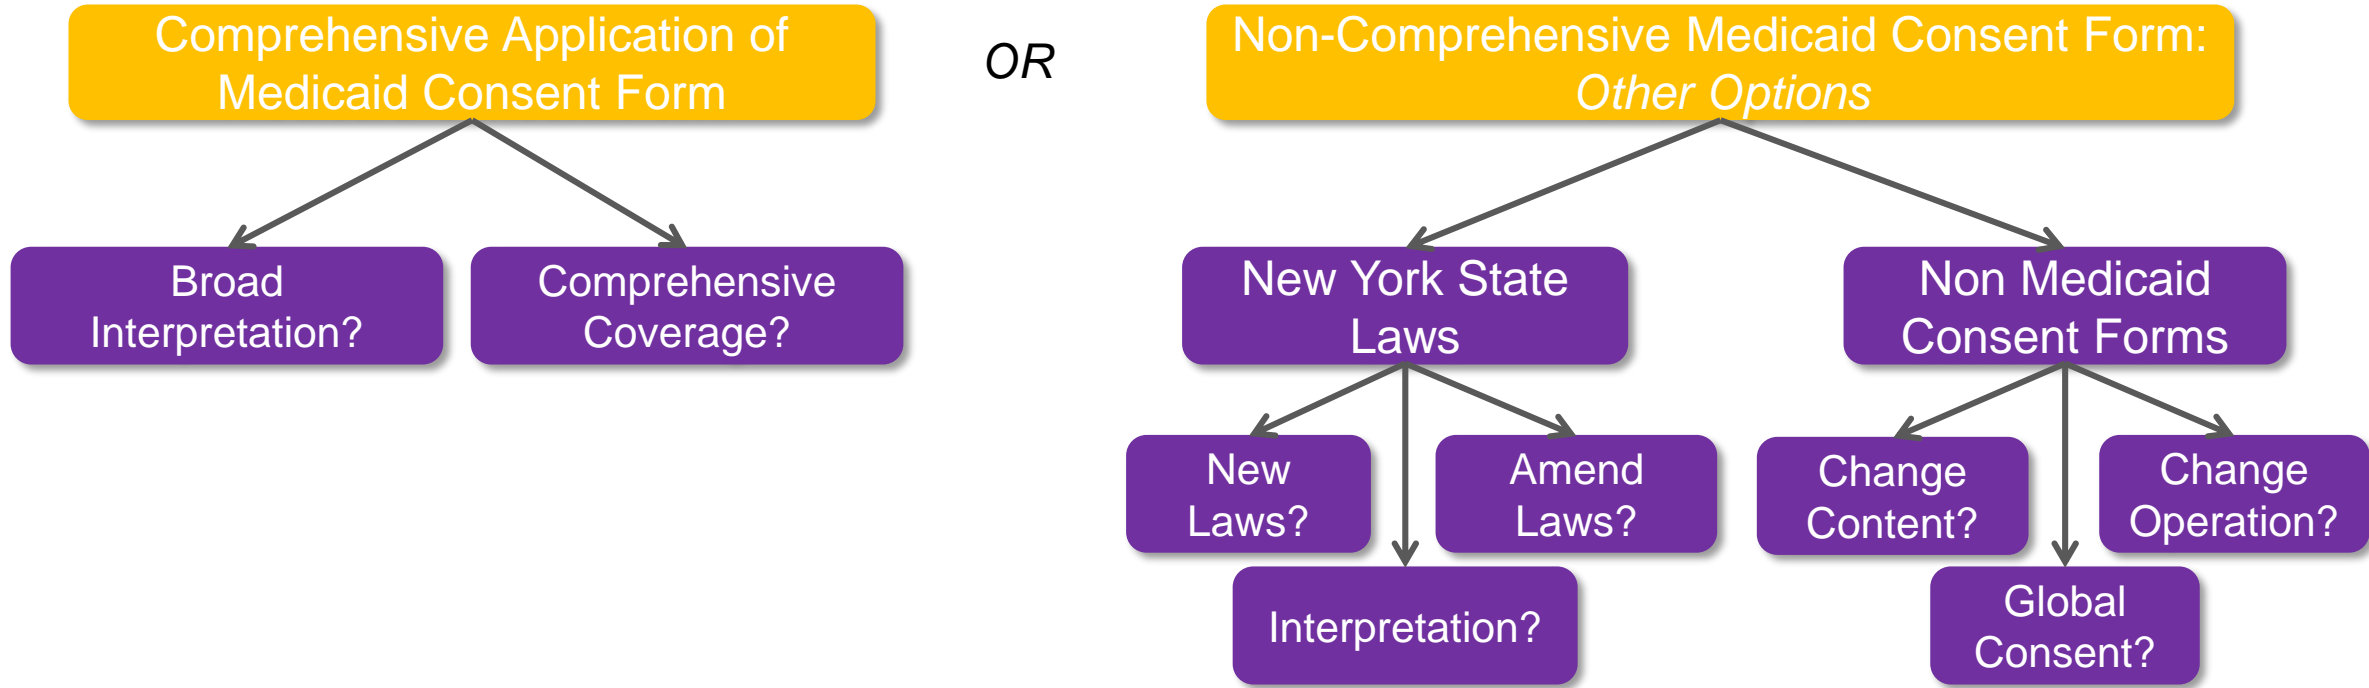 Comprehensive Application of
Medicaid Consent Form
OR
Non-Comprehensive Medicaid Consent Form:
Other Options
Broad
Interpretation?
Comprehensive
Coverage?
New York State
Laws
Non Medicaid
Consent Forms
New
Laws?
Amend
Laws?
Interpretation?
Change
Content?
Change
Operation?
Global
Consent?